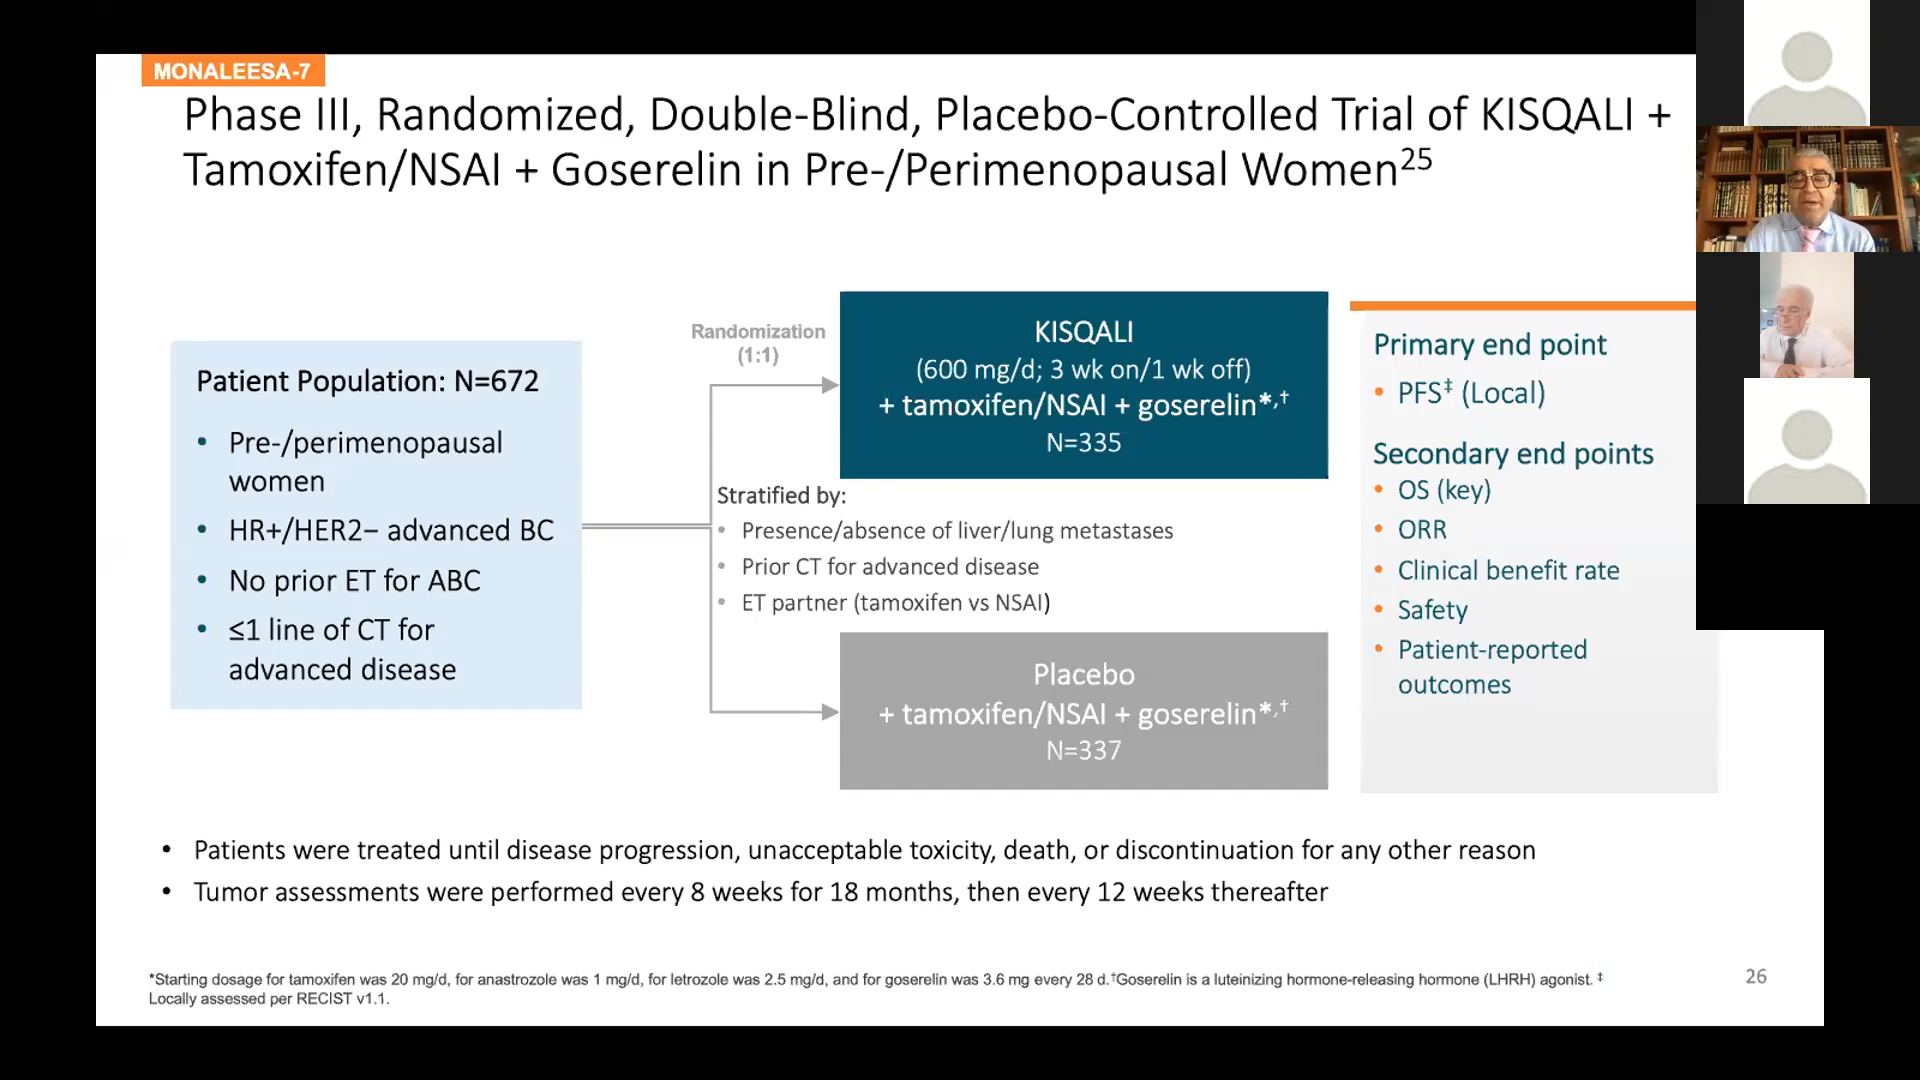 MONALEESA-7
Phase III, Randomized, Double-Blind, Placebo-Controlled Trial of KISQALI +
Tamoxifen/NSAI + Goserelin in Pre-/Perimenopausal Women25
Patient Population: N=672
• Pre-/perimenopausal
women
• HR+/HER2− advanced BC
• No prior ET for ABC
• ≤1 line of CT for
advanced disease
Randomization
(1:1)
KISQALI
(600 mg/d; 3 wk on/1 wk off)
+ tamoxifen/NSAI + goserelin*,†
N=335
Stratified by:
• Presence/absence of liver/lung metastases
• Prior CT for advanced disease
• ET partner (tamoxifen vs NSAI)
Placebo
+ tamoxifen/NSAI + goserelin*,†
N=337
Primary end point
• PFS‡ (Local)
Secondary end points
• OS (key)
• ORR
• Clinical benefit rate
• Safety
• Patient-reported
outcomes
• Patients were treated until disease progression, unacceptable toxicity, death, or discontinuation for any other reason
• Tumor assessments were performed every 8 weeks for 18 months, then every 12 weeks thereafter
*Starting dosage for tamoxifen was 20 mg/d, for anastrozole was 1 mg/d, for letrozole was 2.5 mg/d, and for goserelin was 3.6 mg every 28 d.†Goserelin is a luteinizing hormone-releasing hormone (LHRH) agonist. ‡
Locally assessed per RECIST v1.1.
26